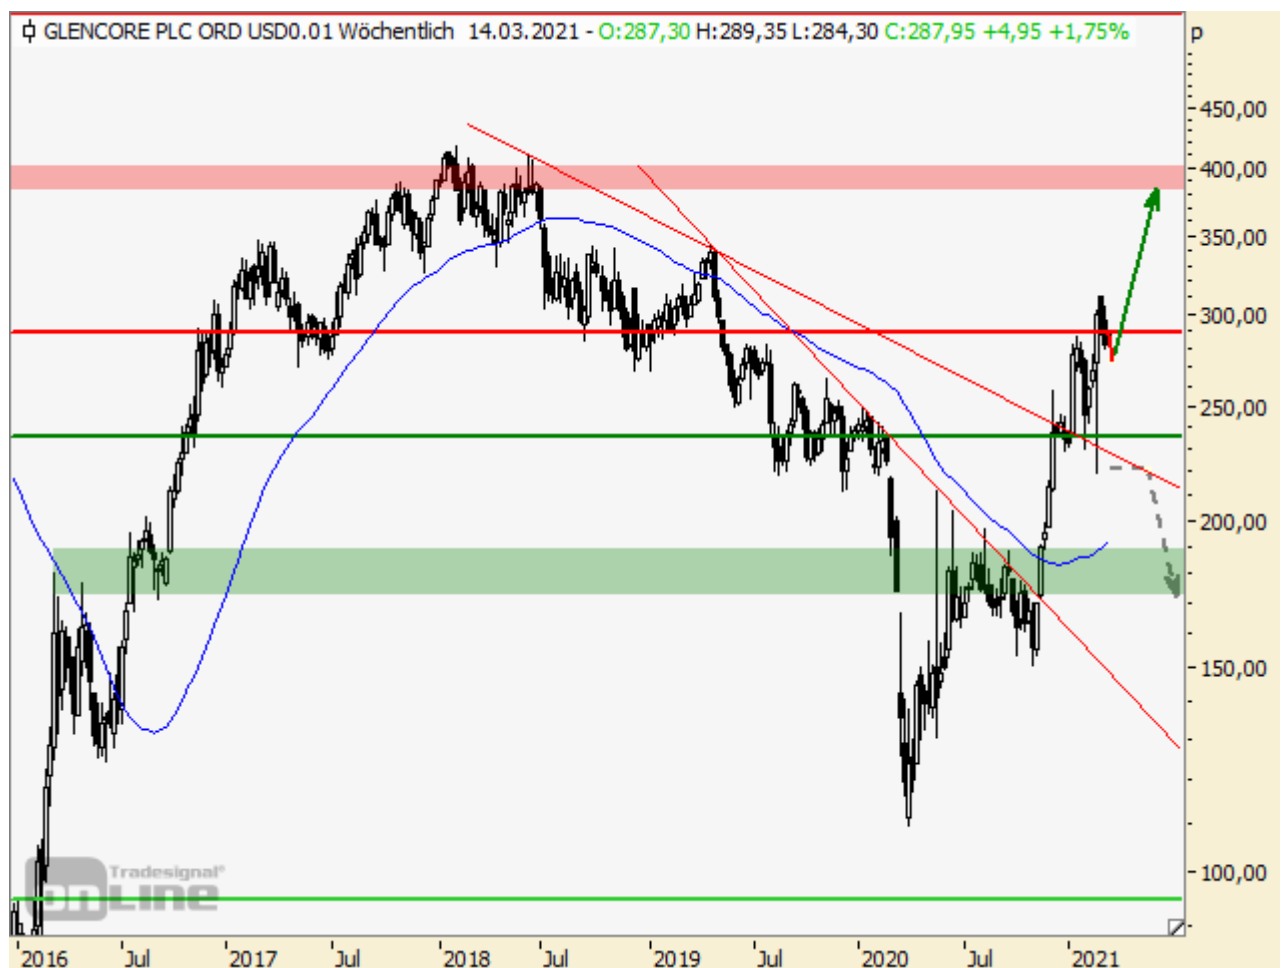 GLENCORE PLC ORD USD0.01 Wöchentlich 14.03.2021 - O:287,30 H:289,35 L:284,30 C:287,95 +4,95 +1,75%
p
450,00
400,00
350,00
300,00
250,00
200,00
150,00
100,00
Tradesignal®
onLine
2016 Jul 2017 Jul 2018 Jul 2019 Jul 2020 Jul 2021